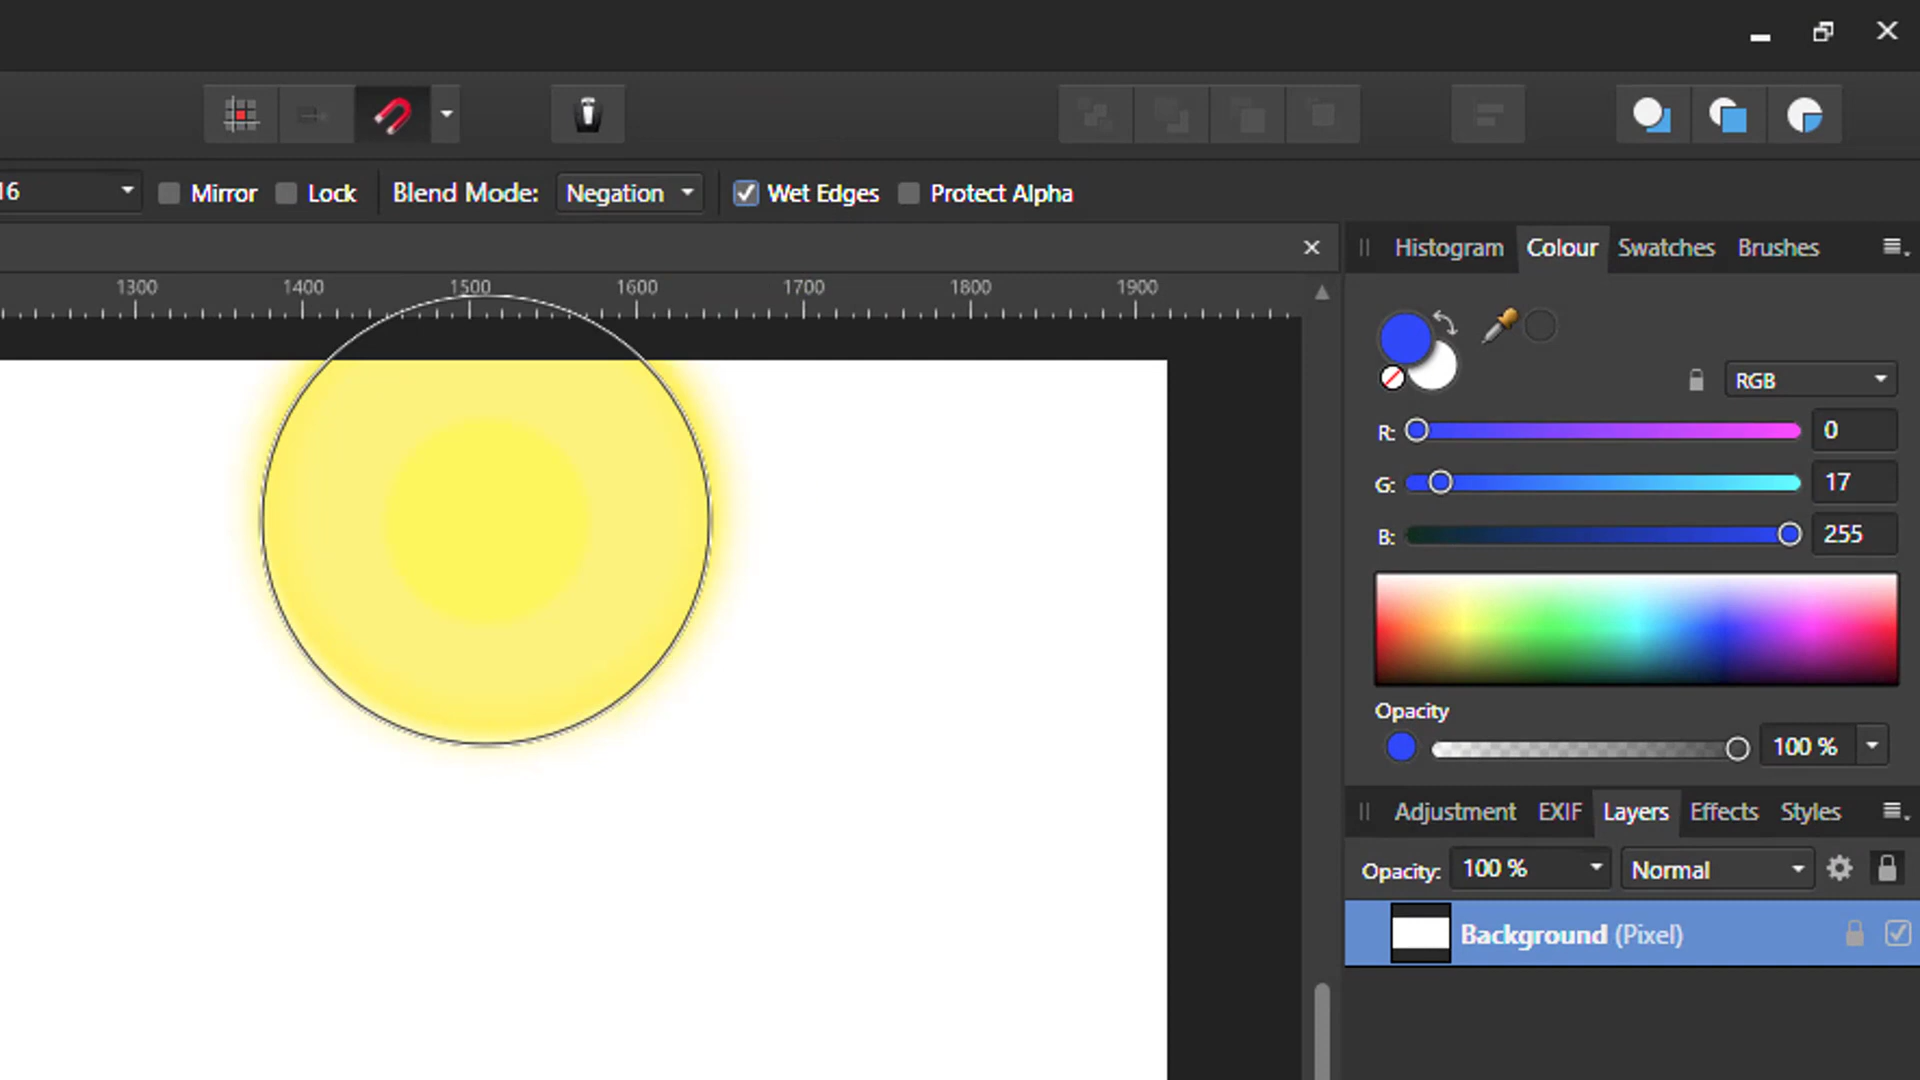 16 Mirror Lock Blend Mode: Negation Wet Edges Protect Alpha
Histogram Colour Swatches Brushes
1300 1400 1500 1600 1700 1800 1900
RGB
R: 0
G: 17
B: 255
Opacity
100 %
Adjustment EXIF Layers Effects Styles
Opacity: 100 % Normal
Background (Pixel)